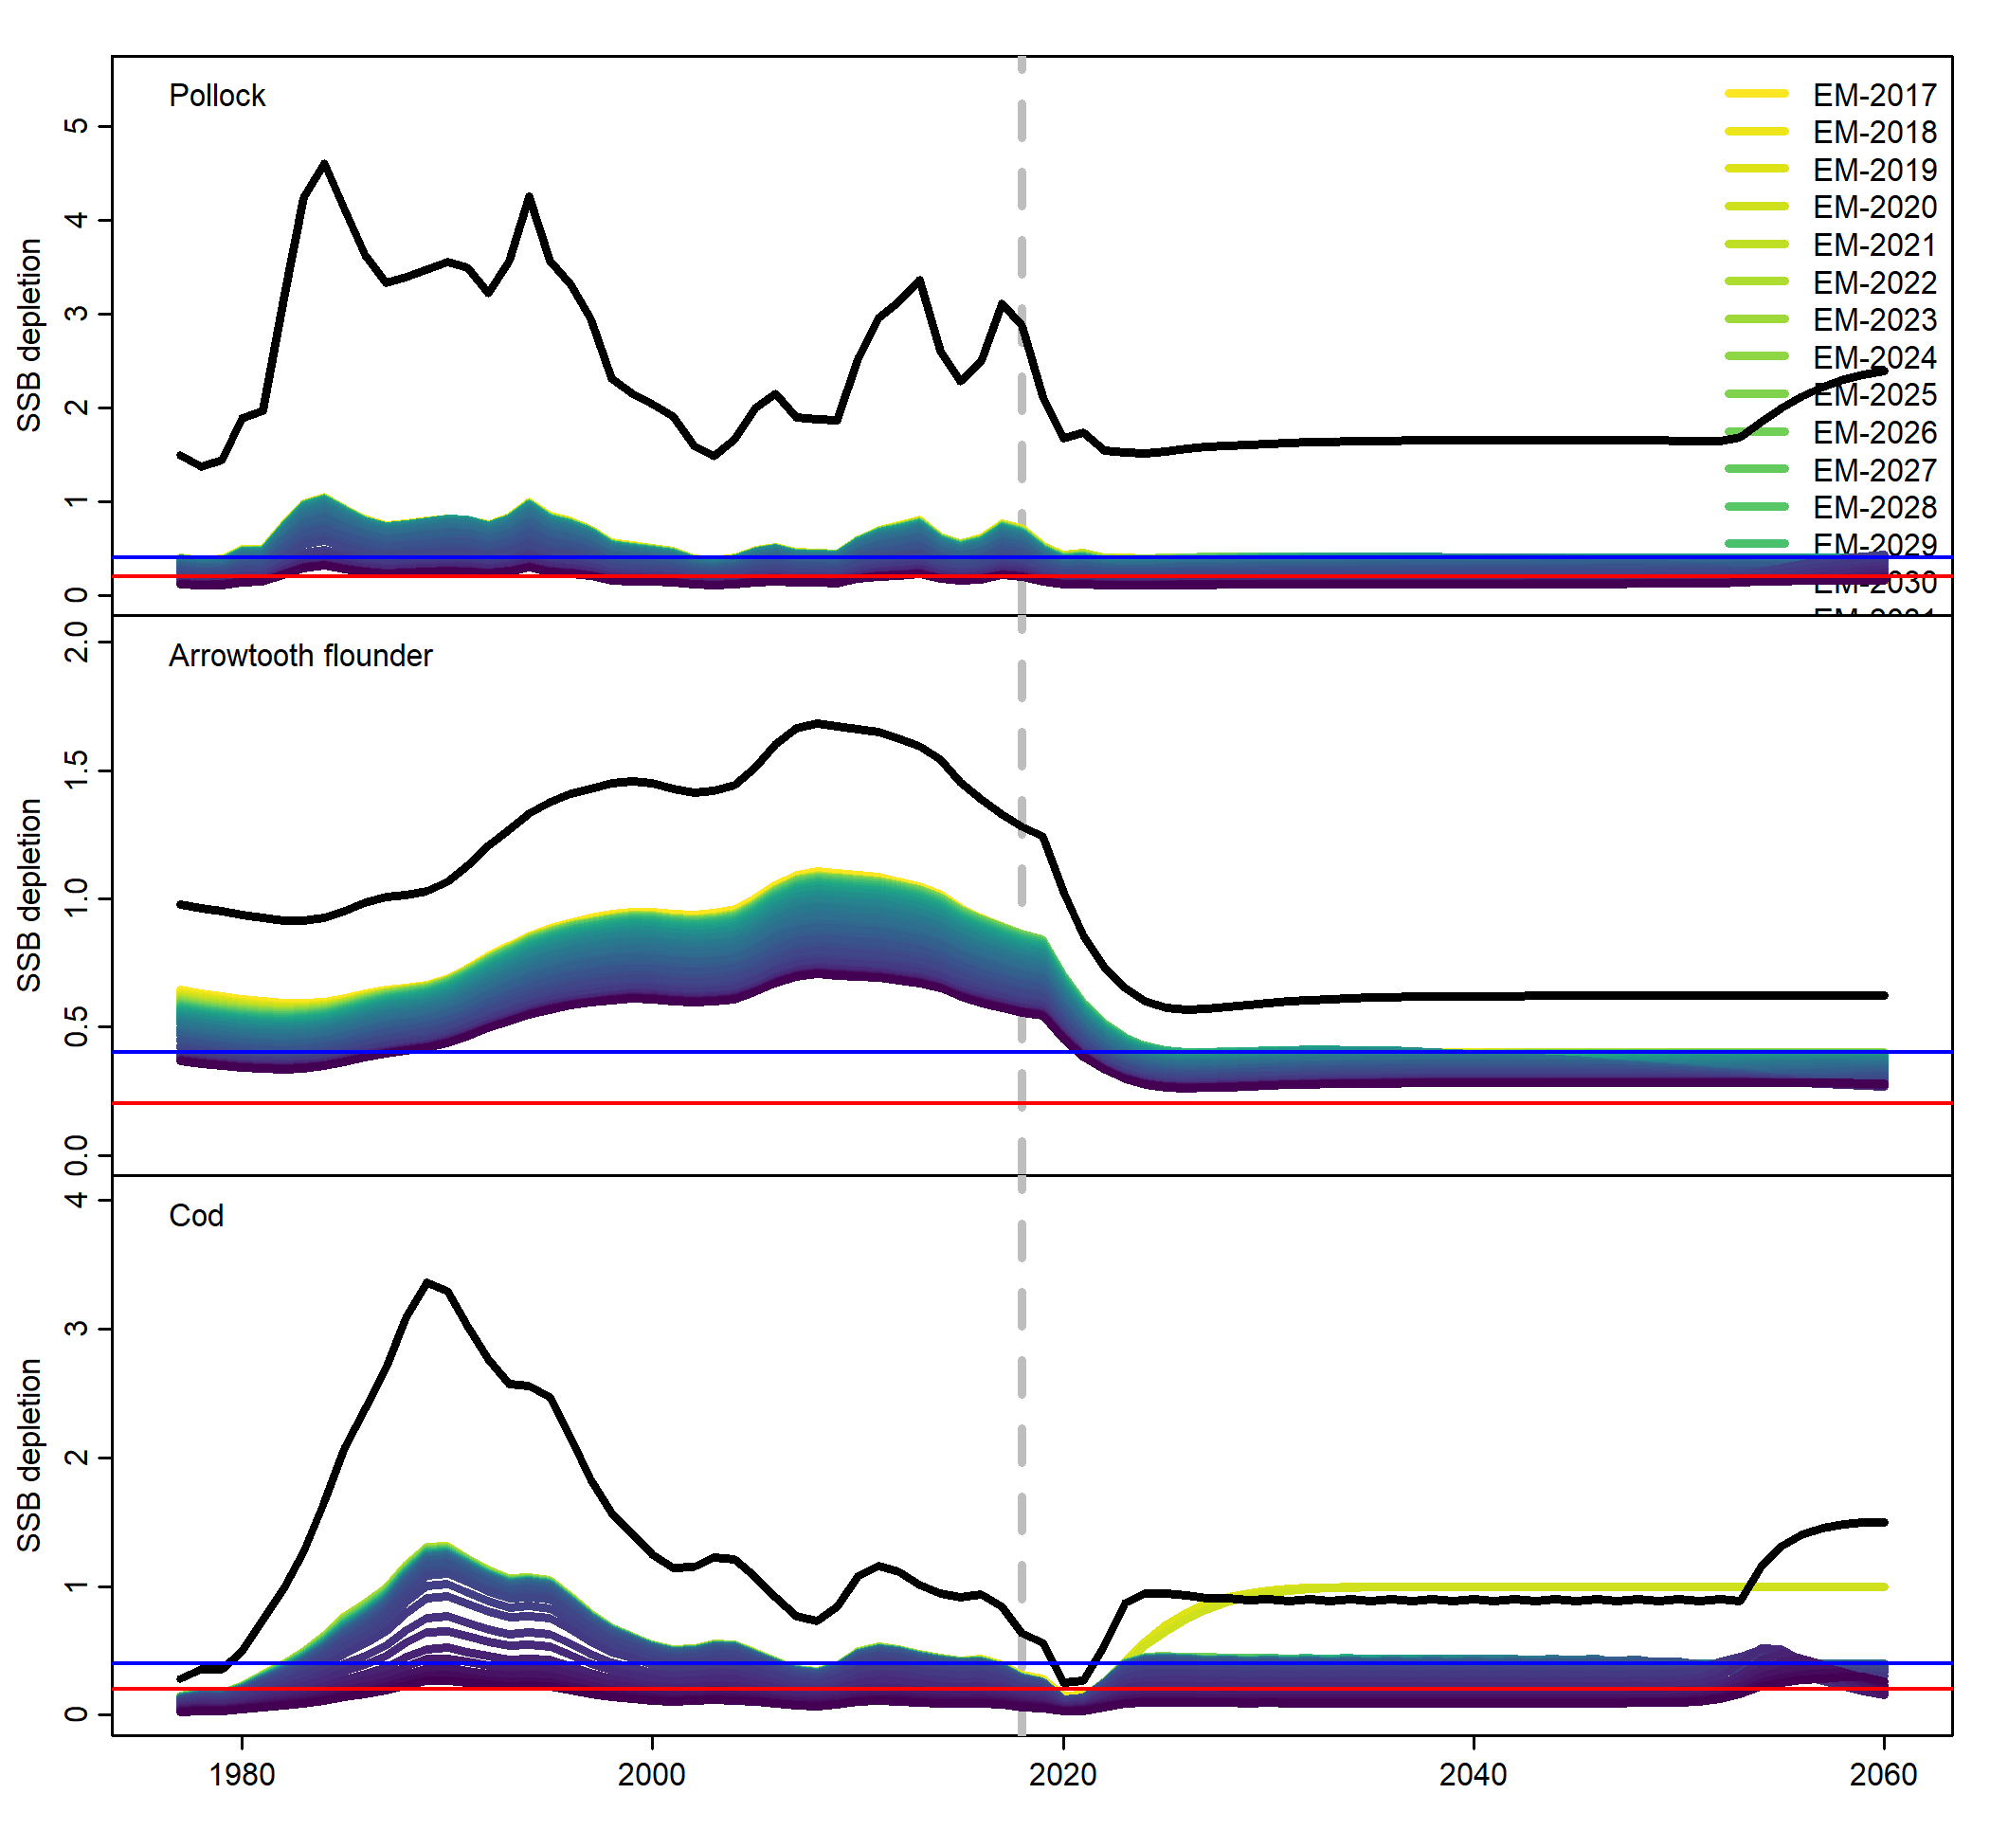 Pollock
EM-2017
EM-2018
EM-2019
EM-2020
EM-2021
EM-2022
EM-2023
EM-2024
EM-2025
EM-2026
EM-2027
EM-2028
EM-2029
EM-2030
SSB depletion
5
4
3
2
1
0
Arrowtooth flounder
SSB depletion
2.0
1.5
1.0
0.5
0.0
Cod
SSB depletion
4
3
2
1
0
1980 2000 2020 2040 2060